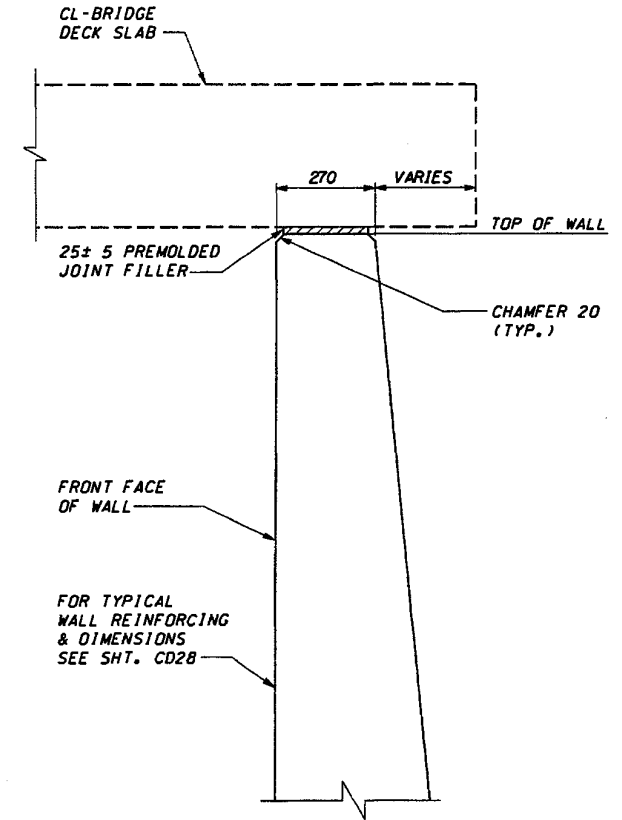 CL-BRIDGE
DECK SLAB
270
VARIES
TOP OF WALL
25± 5 PREMOLDED
JOINT FILLER
CHAMFER 20
(TYP.)
FRONT FACE
OF WALL
FOR TYPICAL
WALL REINFORCING
& DIMENSIONS
SEE SHT. CD28